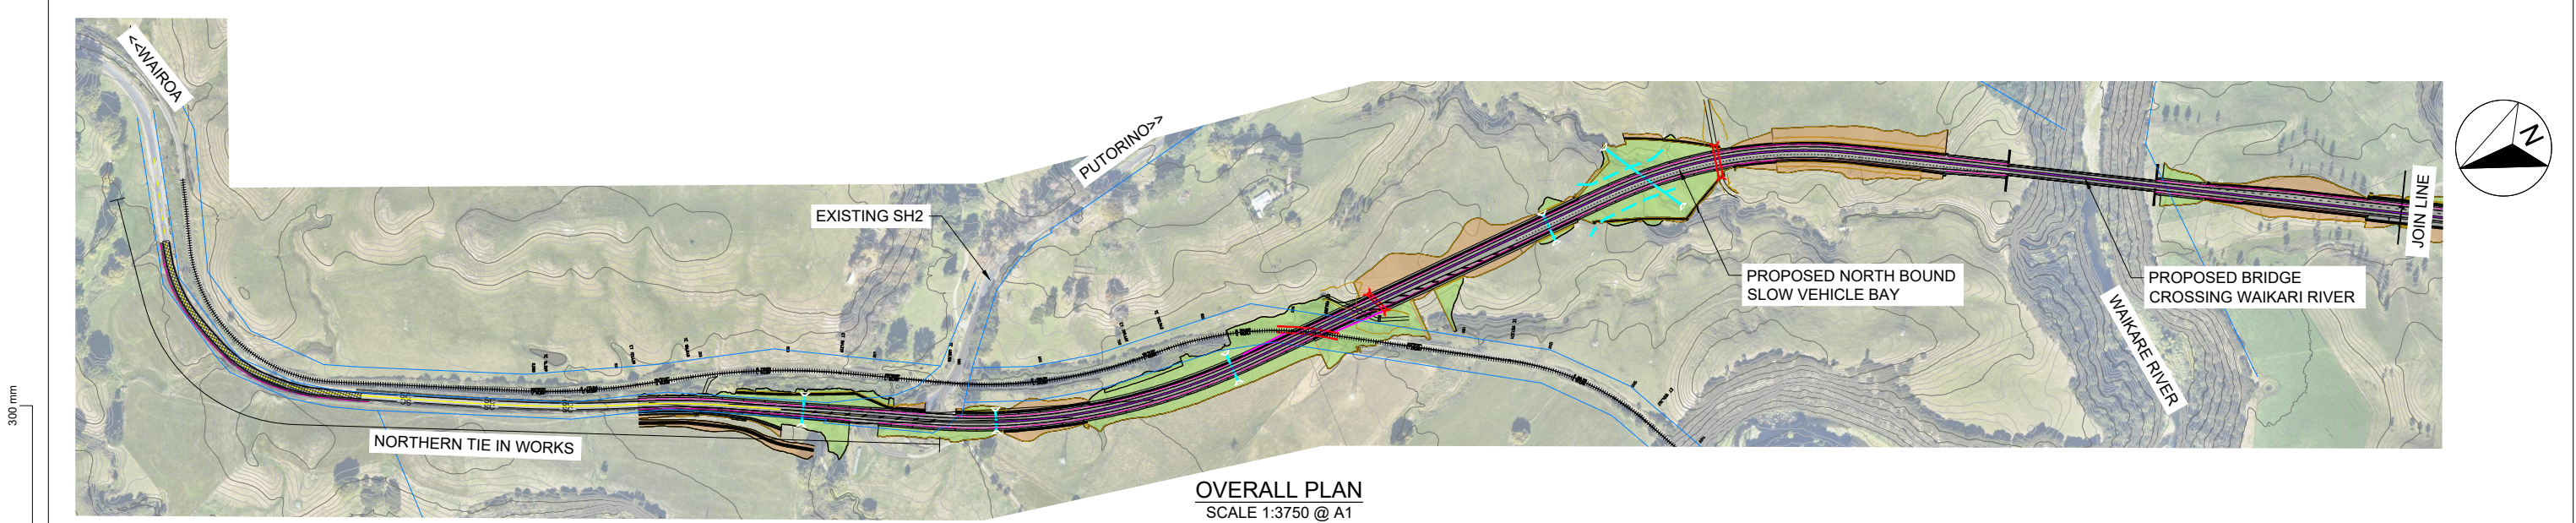 <<WAIROA
PUTORINO>>
EXISTING SH2
N
JOIN LINE
PROPOSED NORTH BOUND
SLOW VEHICLE BAY
PROPOSED BRIDGE
CROSSING WAIKARI RIVER
WAIKARE RIVER
300 mm
NORTHERN TIE IN WORKS
OVERALL PLAN
SCALE 1:3750 @ A1